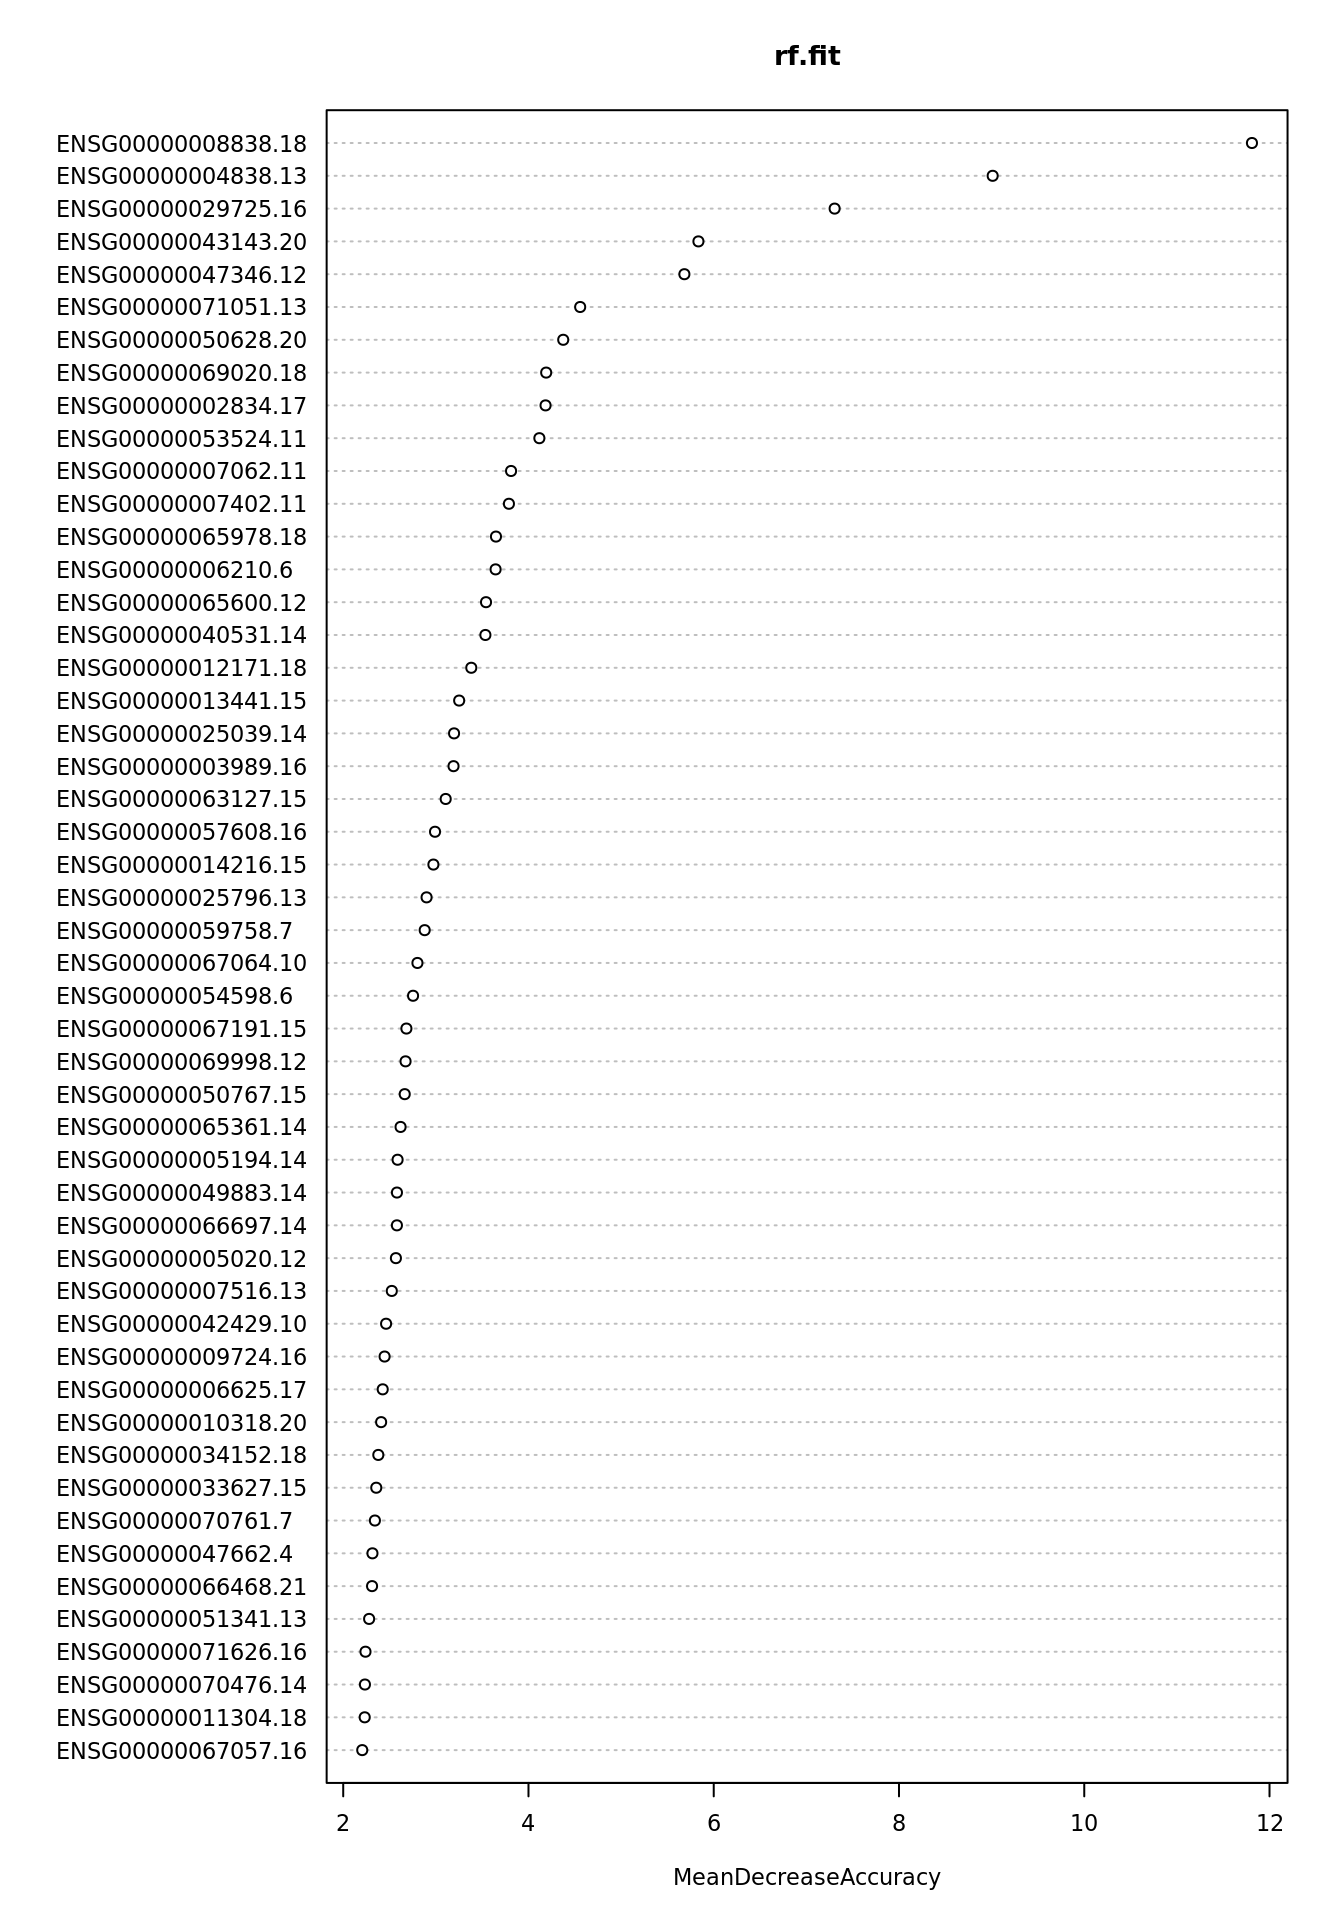 rf.fit
ENSG00000008838.18
ENSG00000004838.13
ENSG00000029725.16
ENSG00000043143.20
ENSG00000047346.12
ENSG00000071051.13
ENSG00000050628.20
ENSG00000069020.18
ENSG00000002834.17
ENSG00000053524.11
ENSG00000007062.11
ENSG00000007402.11
ENSG00000065978.18
ENSG00000006210.6
ENSG00000065600.12
ENSG00000040531.14
ENSG00000012171.18
ENSG00000013441.15
ENSG00000025039.14
ENSG00000003989.16
ENSG00000063127.15
ENSG00000057608.16
ENSG00000014216.15
ENSG00000025796.13
ENSG00000059758.7
ENSG00000067064.10
ENSG00000054598.6
ENSG00000067191.15
ENSG00000069998.12
ENSG00000050767.15
ENSG00000065361.14
ENSG00000005194.14
ENSG00000049883.14
ENSG00000066697.14
ENSG00000005020.12
ENSG00000007516.13
ENSG00000042429.10
ENSG00000009724.16
ENSG00000006625.17
ENSG00000010318.20
ENSG00000034152.18
ENSG00000033627.15
ENSG00000070761.7
ENSG00000047662.4
ENSG00000066468.21
ENSG00000051341.13
ENSG00000071626.16
ENSG00000070476.14
ENSG00000011304.18
ENSG00000067057.16
2 4 6 8 10 12
MeanDecreaseAccuracy